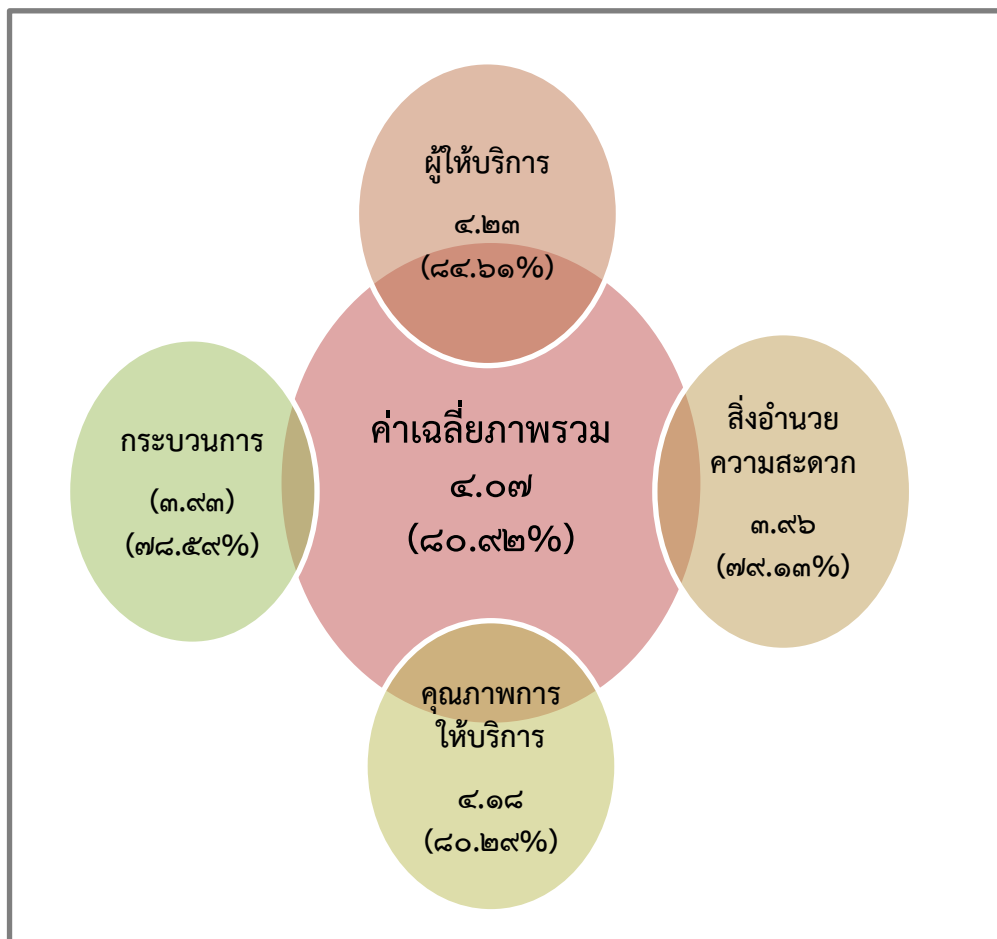 ผู้ให้บริการ
๔.๒๓
(๘๔.๖๑%)
กระบวนการ
(๓.๙๓)
(๗๘.๕๙%)
ค่าเฉลี่ยภาพรวม
๔.๐๗
(๘๐.๙๒%)
สิ่งอำนวย
ความสะดวก
๓.๙๖
(๗๙.๑๓%)
คุณภาพการ
ให้บริการ
๔.๑๘
(๘๐.๒๙%)